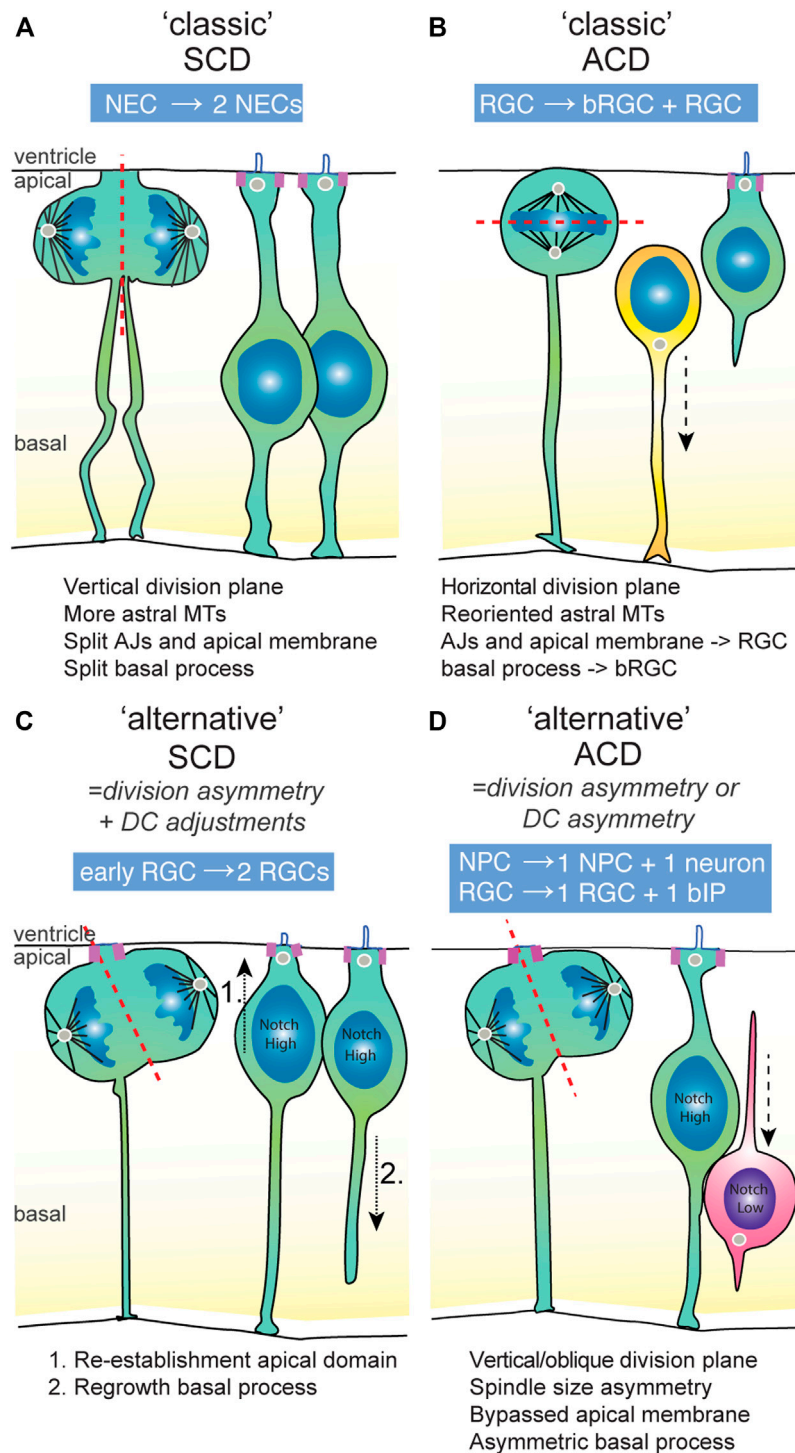 A
'classic'
SCD
NEC → 2 NECs
ventricle
apical
basal
Vertical division plane
More astral MTs
Split AJs and apical membrane
Split basal process
B
'classic'
ACD
RGC → bRGC + RGC
Horizontal division plane
Reoriented astral MTs
AJs and apical membrane -> RGC
basal process -> bRGC
C
'alternative'
SCD
=division asymmetry
+ DC adjustments
early RGC → 2 RGCs
ventricle
apical
1.
Notch
High
Notch
High
2.
basal
1. Re-establishment apical domain
2. Regrowth basal process
D
'alternative'
ACD
=division asymmetry or
DC asymmetry
NPC → 1 NPC + 1 neuron
RGC → 1 RGC + 1 bIP
Notch
High
Notch
Low
Vertical/oblique division plane
Spindle size asymmetry
Bypassed apical membrane
Asymmetric basal process